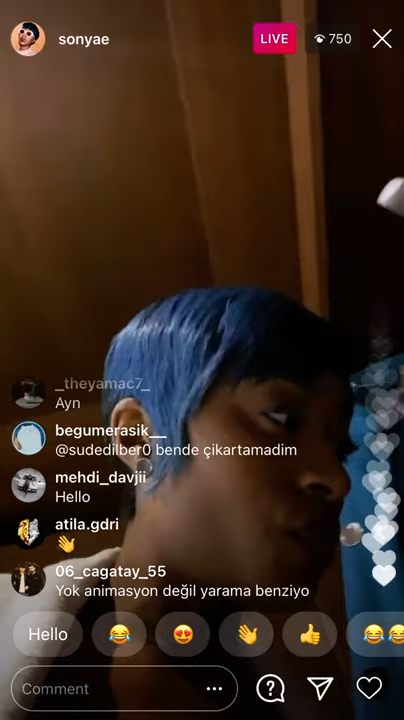 sonyae
LIVE
750
_theyamac7_
Ayn
begumerasik__
@sudedilber0 bende çikartamadim
mehdi_davjii
Hello
atila.gdri
👋
06_cagatay_55
Yok animasyon değil yarama benziyo
Hello 😂 😍 👋 👍 😂😂
Comment